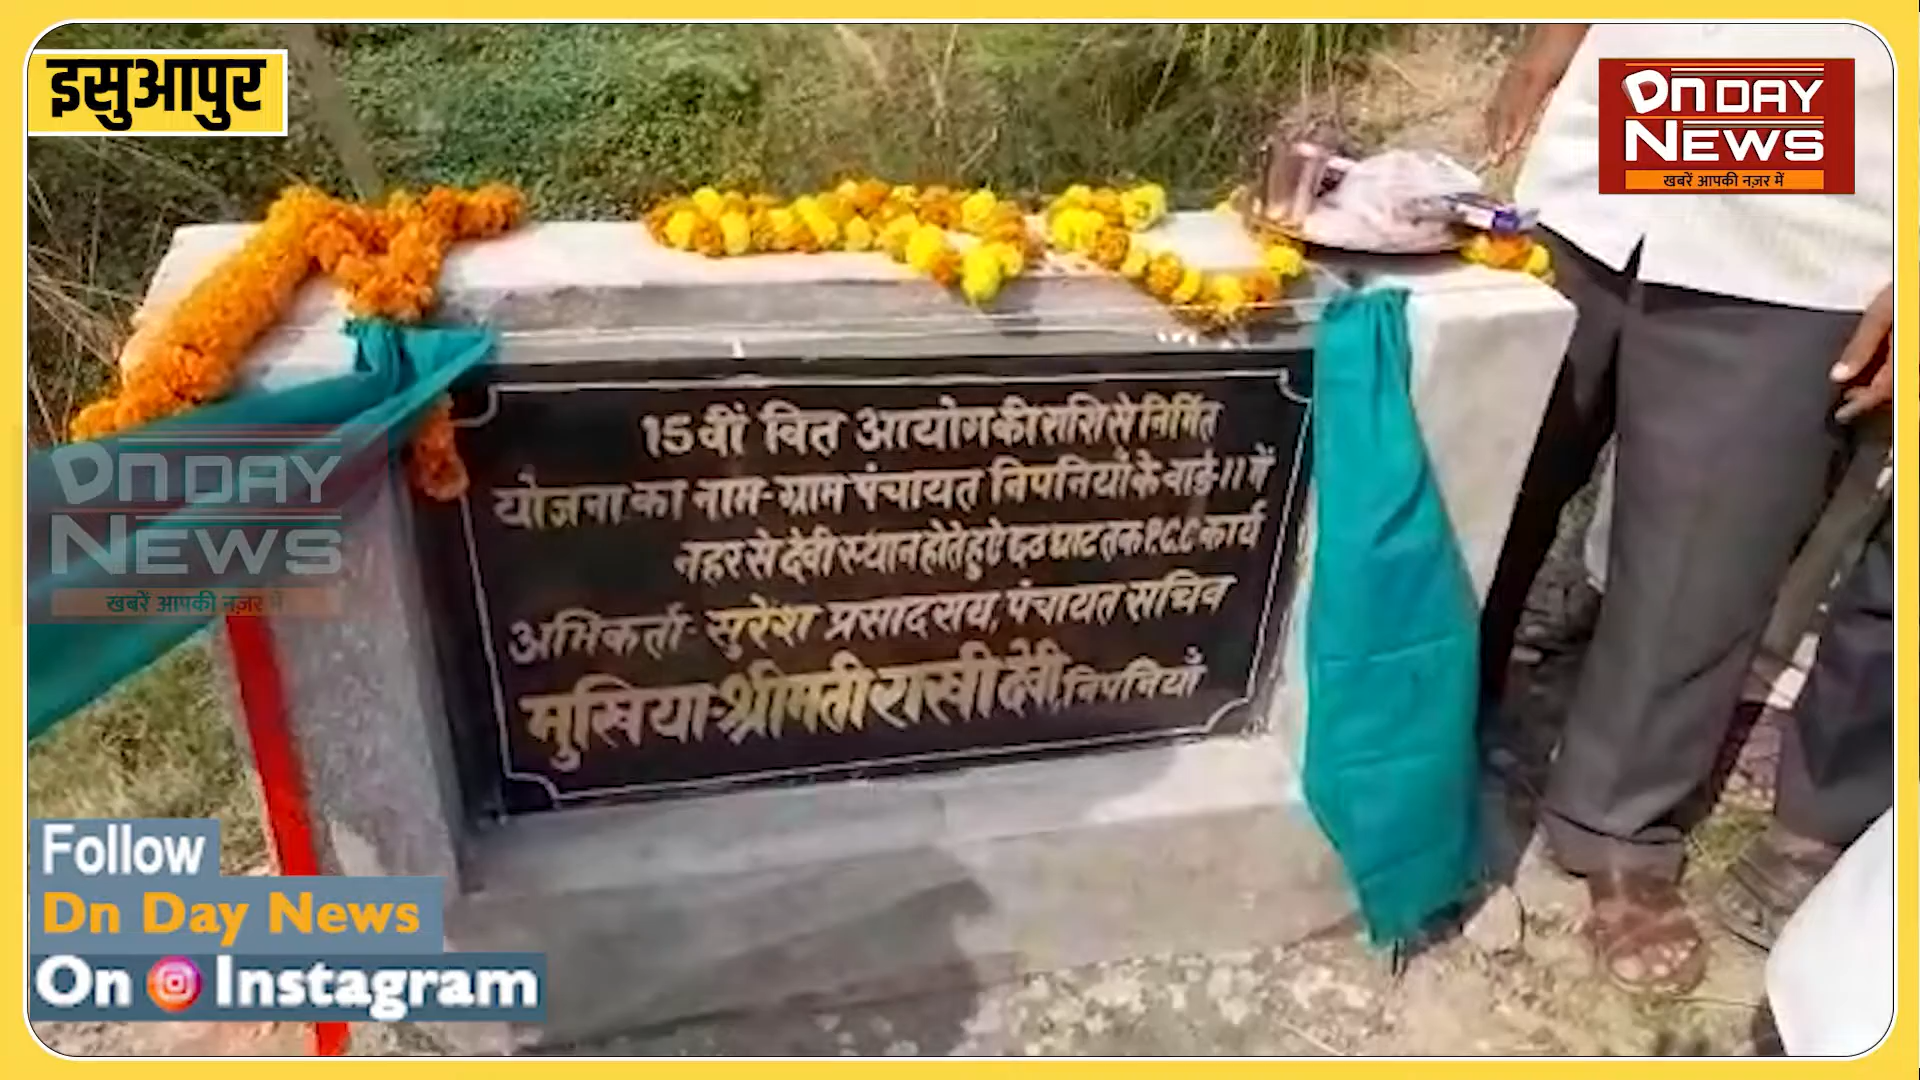 इसुआपुर
Dn DAY
NEWS
खबरें आपकी नज़र में
15वीं वित आयोग की राशि से निर्मित
योजना का नाम- ग्राम पंचायत निपनियाँ के वार्ड-11 में
नहर से देवी स्थान होते हुऐ छठ घाट तक P.C.C कार्य
अभिकर्ता- सुरेश प्रसाद राय, पंचायत सचिव
मुखिया-श्रीमती राखी देवी, निपनियाँ
Dn DAY
NEWS
खबरें आपकी नज़र में
Follow
Dn Day News
On Instagram